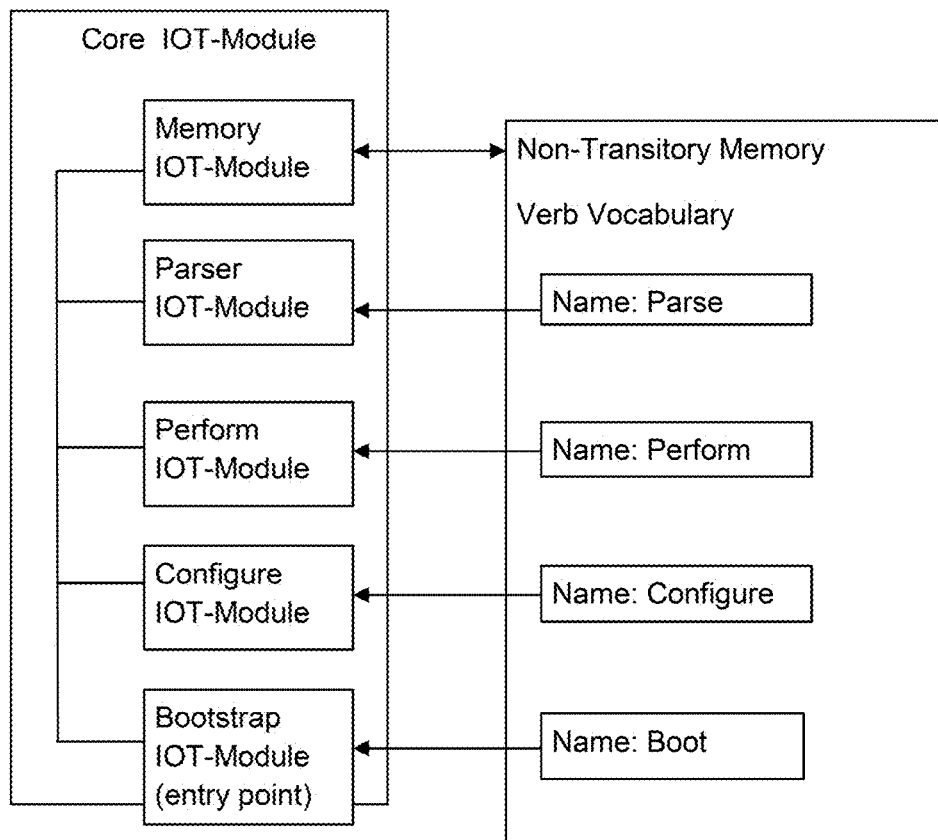 Core IOT-Module
Memory
IOT-Module
Non-Transitory Memory
Verb Vocabulary
Parser
IOT-Module
Name: Parse
Perform
IOT-Module
Name: Perform
Configure
IOT-Module
Name: Configure
Bootstrap
IOT-Module
(entry point)
Name: Boot